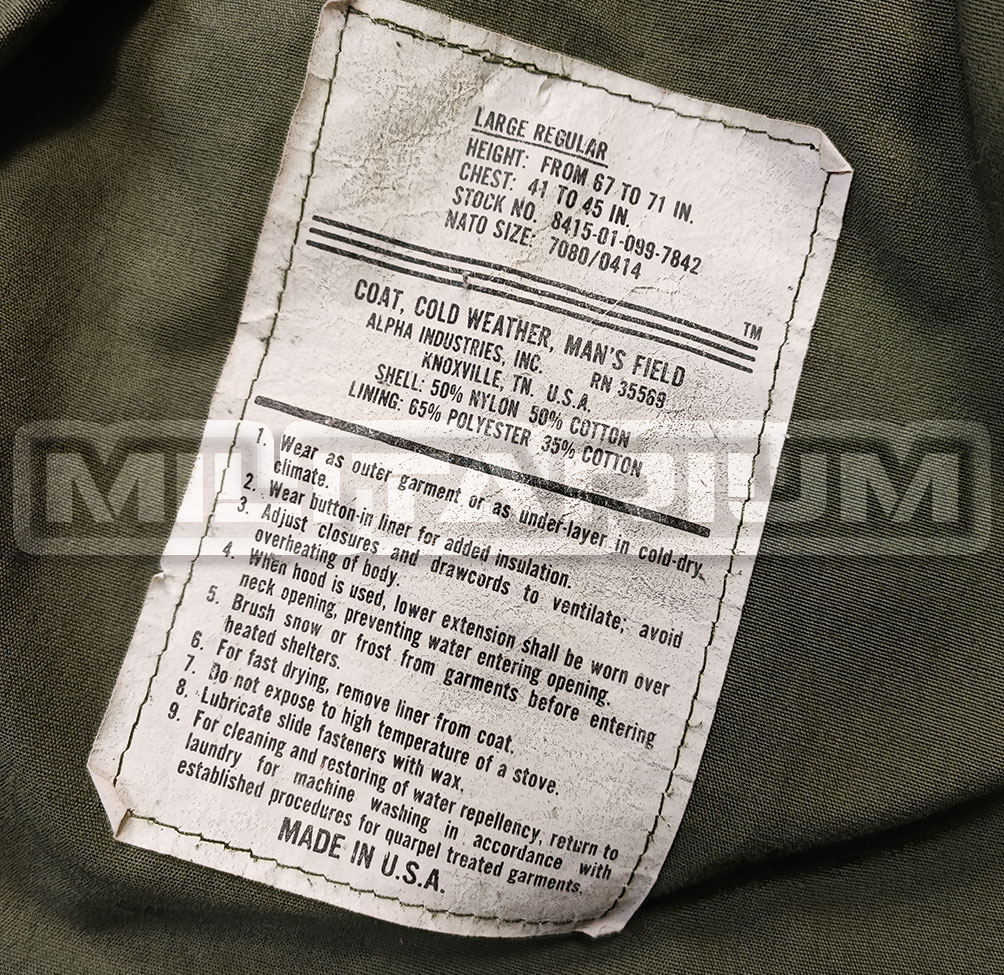 LARGE REGULAR
HEIGHT: FROM 67 TO 71 IN.
CHEST: 41 TO 45 IN.
STOCK NO. 8415-01-099-7842
NATO SIZE: 7080/0414
TM
COAT, COLD WEATHER, MAN'S FIELD
ALPHA INDUSTRIES, INC. RN 35569
KNOXVILLE, TN. U.S.A.
SHELL: 50% NYLON 50% COTTON
LINING: 65% POLYESTER 35% COTTON
1. Wear as outer garment or as under-layer in cold-dry
climate.
2. Wear button-in liner for added insulation.
3. Adjust closures and drawcords to ventilate; avoid
overheating of body.
4. When hood is used, lower extension shall be worn over
neck opening, preventing water entering opening.
5. Brush snow or frost from garments before entering
heated shelters.
6. For fast drying, remove liner from coat.
7. Do not expose to high temperature of a stove.
8. Lubricate slide fasteners with wax.
9. For cleaning and restoring of water repellency, return to
laundry for machine washing in accordance with
established procedures for quarpel treated garments.
MADE IN U.S.A.
MILITARIUM